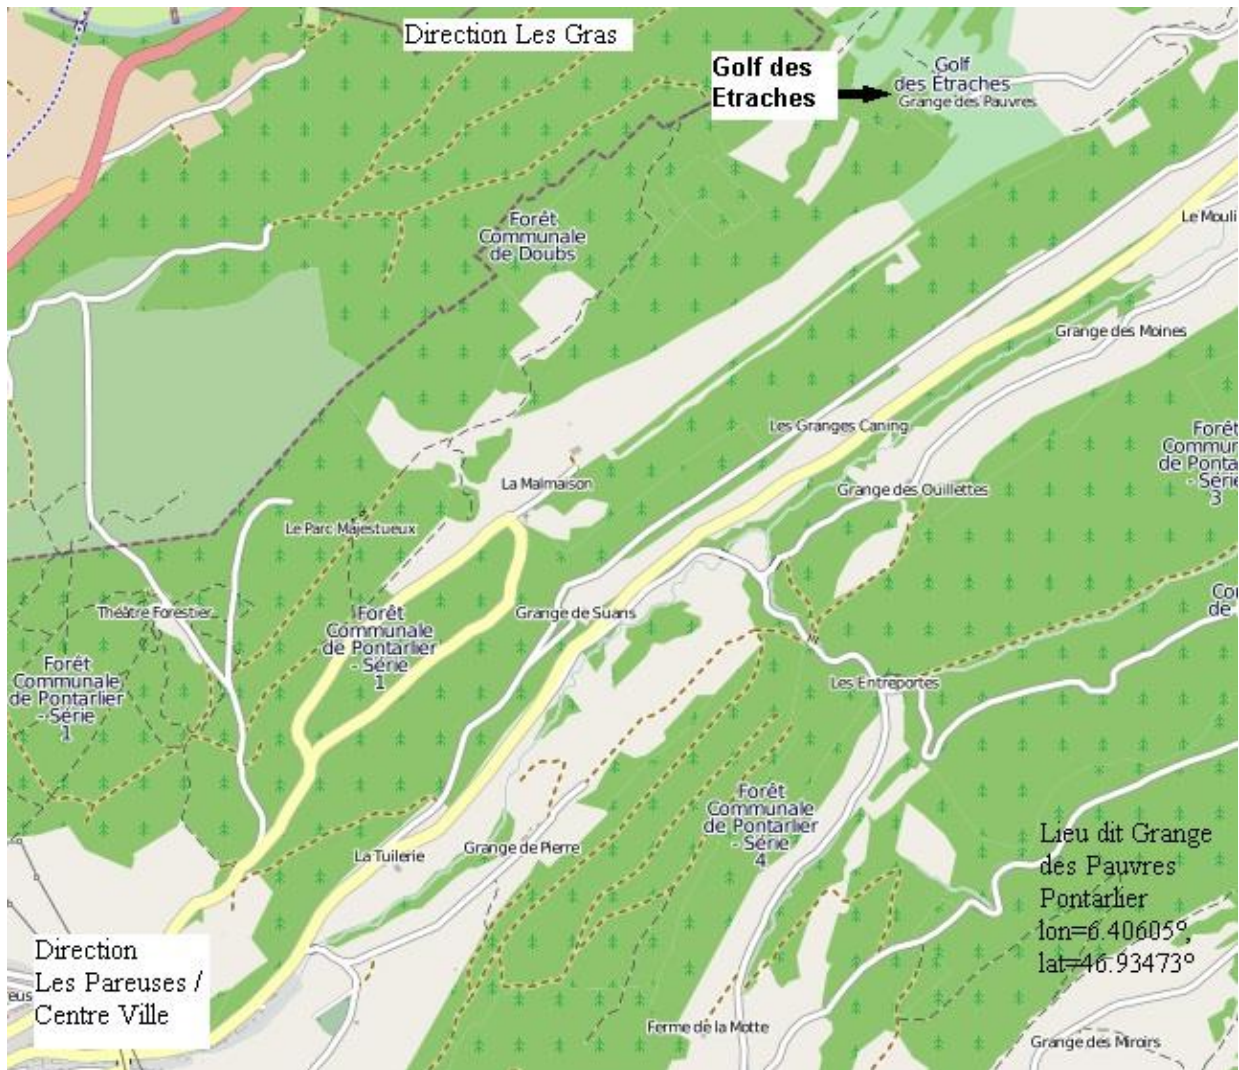 Direction Les Gras
Golf des
Etraches
Golf
des Étraches
Grange des Pauvres
Le Mouli
Forêt
Communale
de Doubs
Grange des Moines
Les Granges Caning
Forêt
Commun
de Ponta
- Série
3
La Malmaison
Grange des Ouillettes
Le Parc Majestueux
Théâtre Forestier
Forêt
Communale
de Pontarlier
- Série
1
Grange de Suans
Co
de
Forêt
Communale
de Pontarlier
- Série
1
Les Entreportes
Forêt
Communale
de Pontarlier
- Série
4
La Tuilerie
Grange de Pierre
Lieu dit Grange
des Pauvres
Pontarlier
lon=6.40605°,
lat=46.93473°
Direction
Les Pareuses /
Centre Ville
eus
Ferme de la Motte
Grange des Miroirs